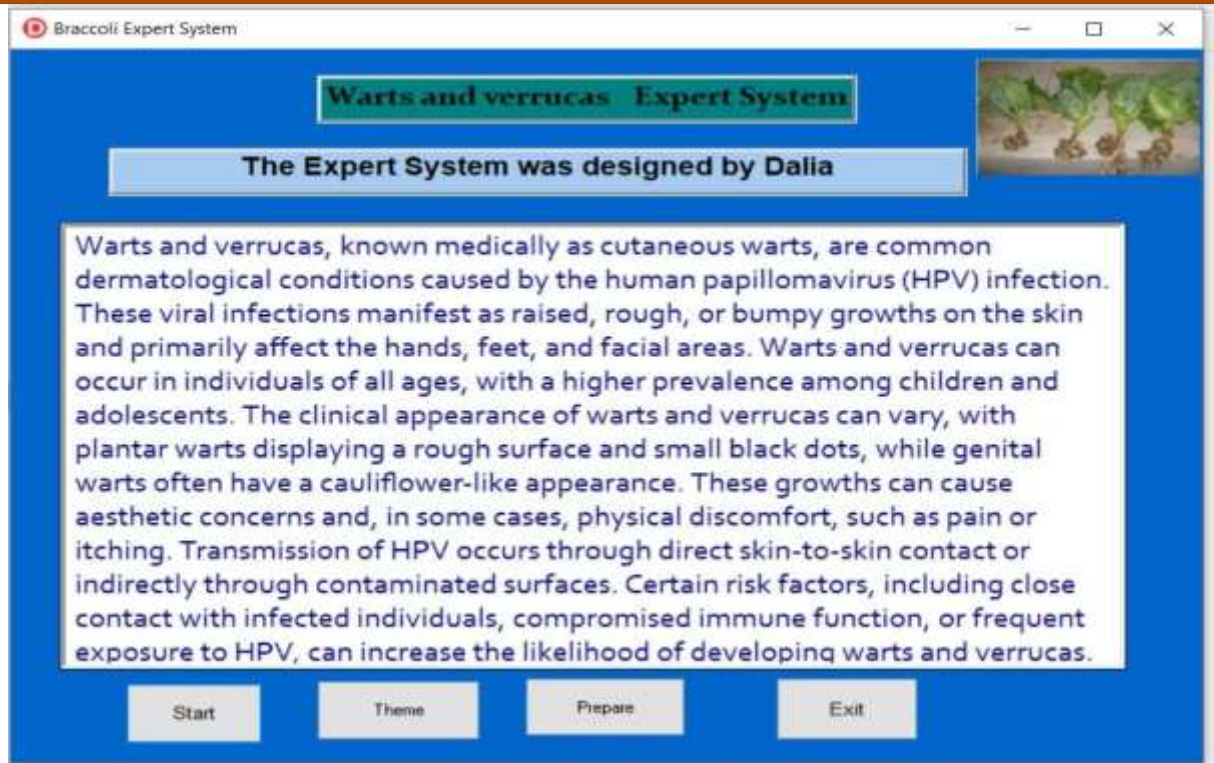 Braccoli Expert System
Warts and verrucas Expert System
The Expert System was designed by Dalia
Warts and verrucas, known medically as cutaneous warts, are common
dermatological conditions caused by the human papillomavirus (HPV) infection.
These viral infections manifest as raised, rough, or bumpy growths on the skin
and primarily affect the hands, feet, and facial areas. Warts and verrucas can
occur in individuals of all ages, with a higher prevalence among children and
adolescents. The clinical appearance of warts and verrucas can vary, with
plantar warts displaying a rough surface and small black dots, while genital
warts often have a cauliflower-like appearance. These growths can cause
aesthetic concerns and, in some cases, physical discomfort, such as pain or
itching. Transmission of HPV occurs through direct skin-to-skin contact or
indirectly through contaminated surfaces. Certain risk factors, including close
contact with infected individuals, compromised immune function, or frequent
exposure to HPV, can increase the likelihood of developing warts and verrucas.
Start
Theme
Prepare
Exit